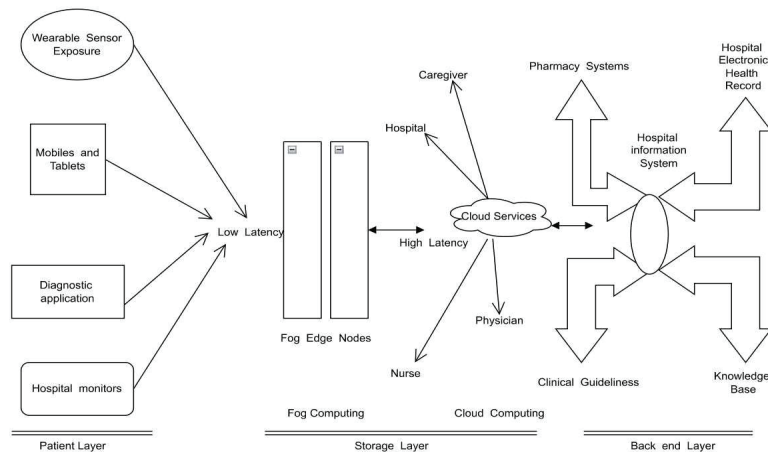 Wearable Sensor
Exposure
Mobiles and
Tablets
Diagnostic
application
Hospital monitors
Low Latency
Fog Edge Nodes
High Latency
Caregiver
Hospital
Cloud Services
Physician
Nurse
Pharmacy Systems
Hospital
Electronic
Health
Record
Hospital
information
System
Clinical Guideliness
Knowledge
Base
Fog Computing
Cloud Computing
Patient Layer
Storage Layer
Back end Layer